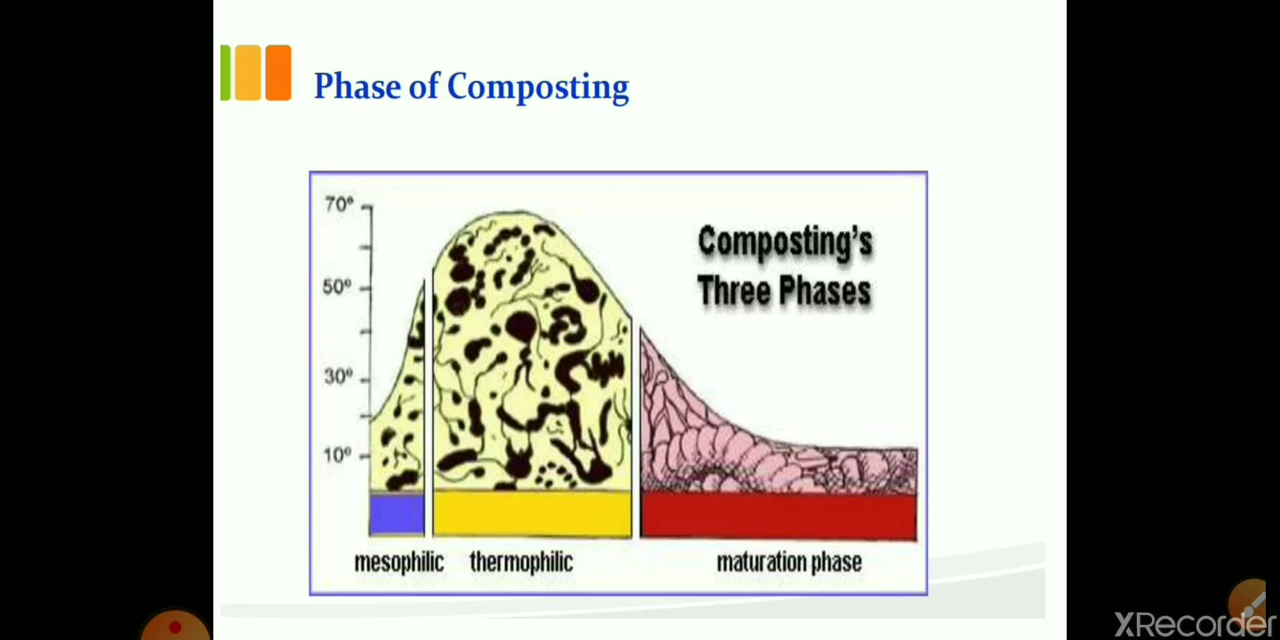 Phase of Composting
Composting's
Three Phases
70°
50°
30°
10°
mesophilic thermophilic maturation phase
XRecorder